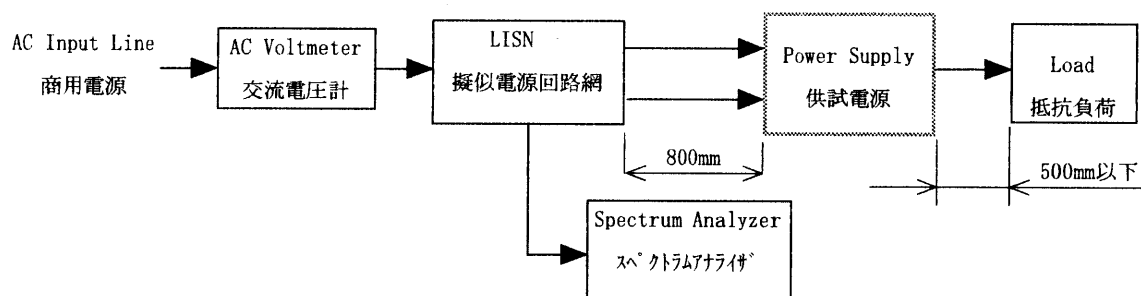 AC Input Line
商用電源
AC Voltmeter
交流電圧計
LISN
擬似電源回路網
Power Supply
供試電源
Load
抵抗負荷
800mm
500mm以下
Spectrum Analyzer
ｽﾍﾟｸﾄﾗﾑｱﾅﾗｲｻﾞ